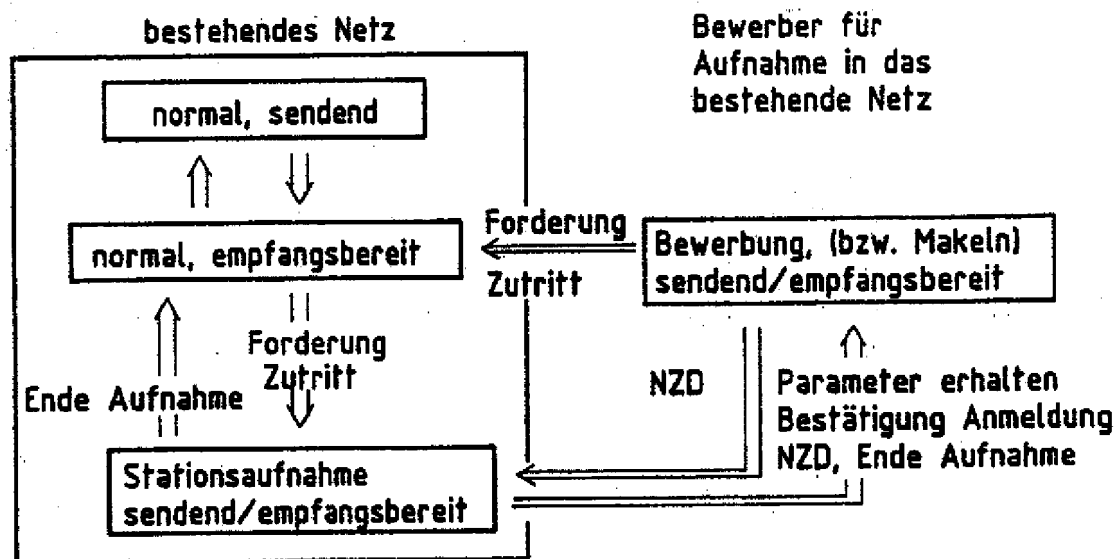 bestehendes Netz
Bewerber für
Aufnahme in das
bestehende Netz
normal, sendend
normal, empfangsbereit
Forderung
Zutritt
Bewerbung, (bzw. Makeln)
sendend/empfangsbereit
Forderung
Zutritt
Ende Aufnahme
NZD
Parameter erhalten
Bestätigung Anmeldung
NZD, Ende Aufnahme
Stationsaufnahme
sendend/empfangsbereit